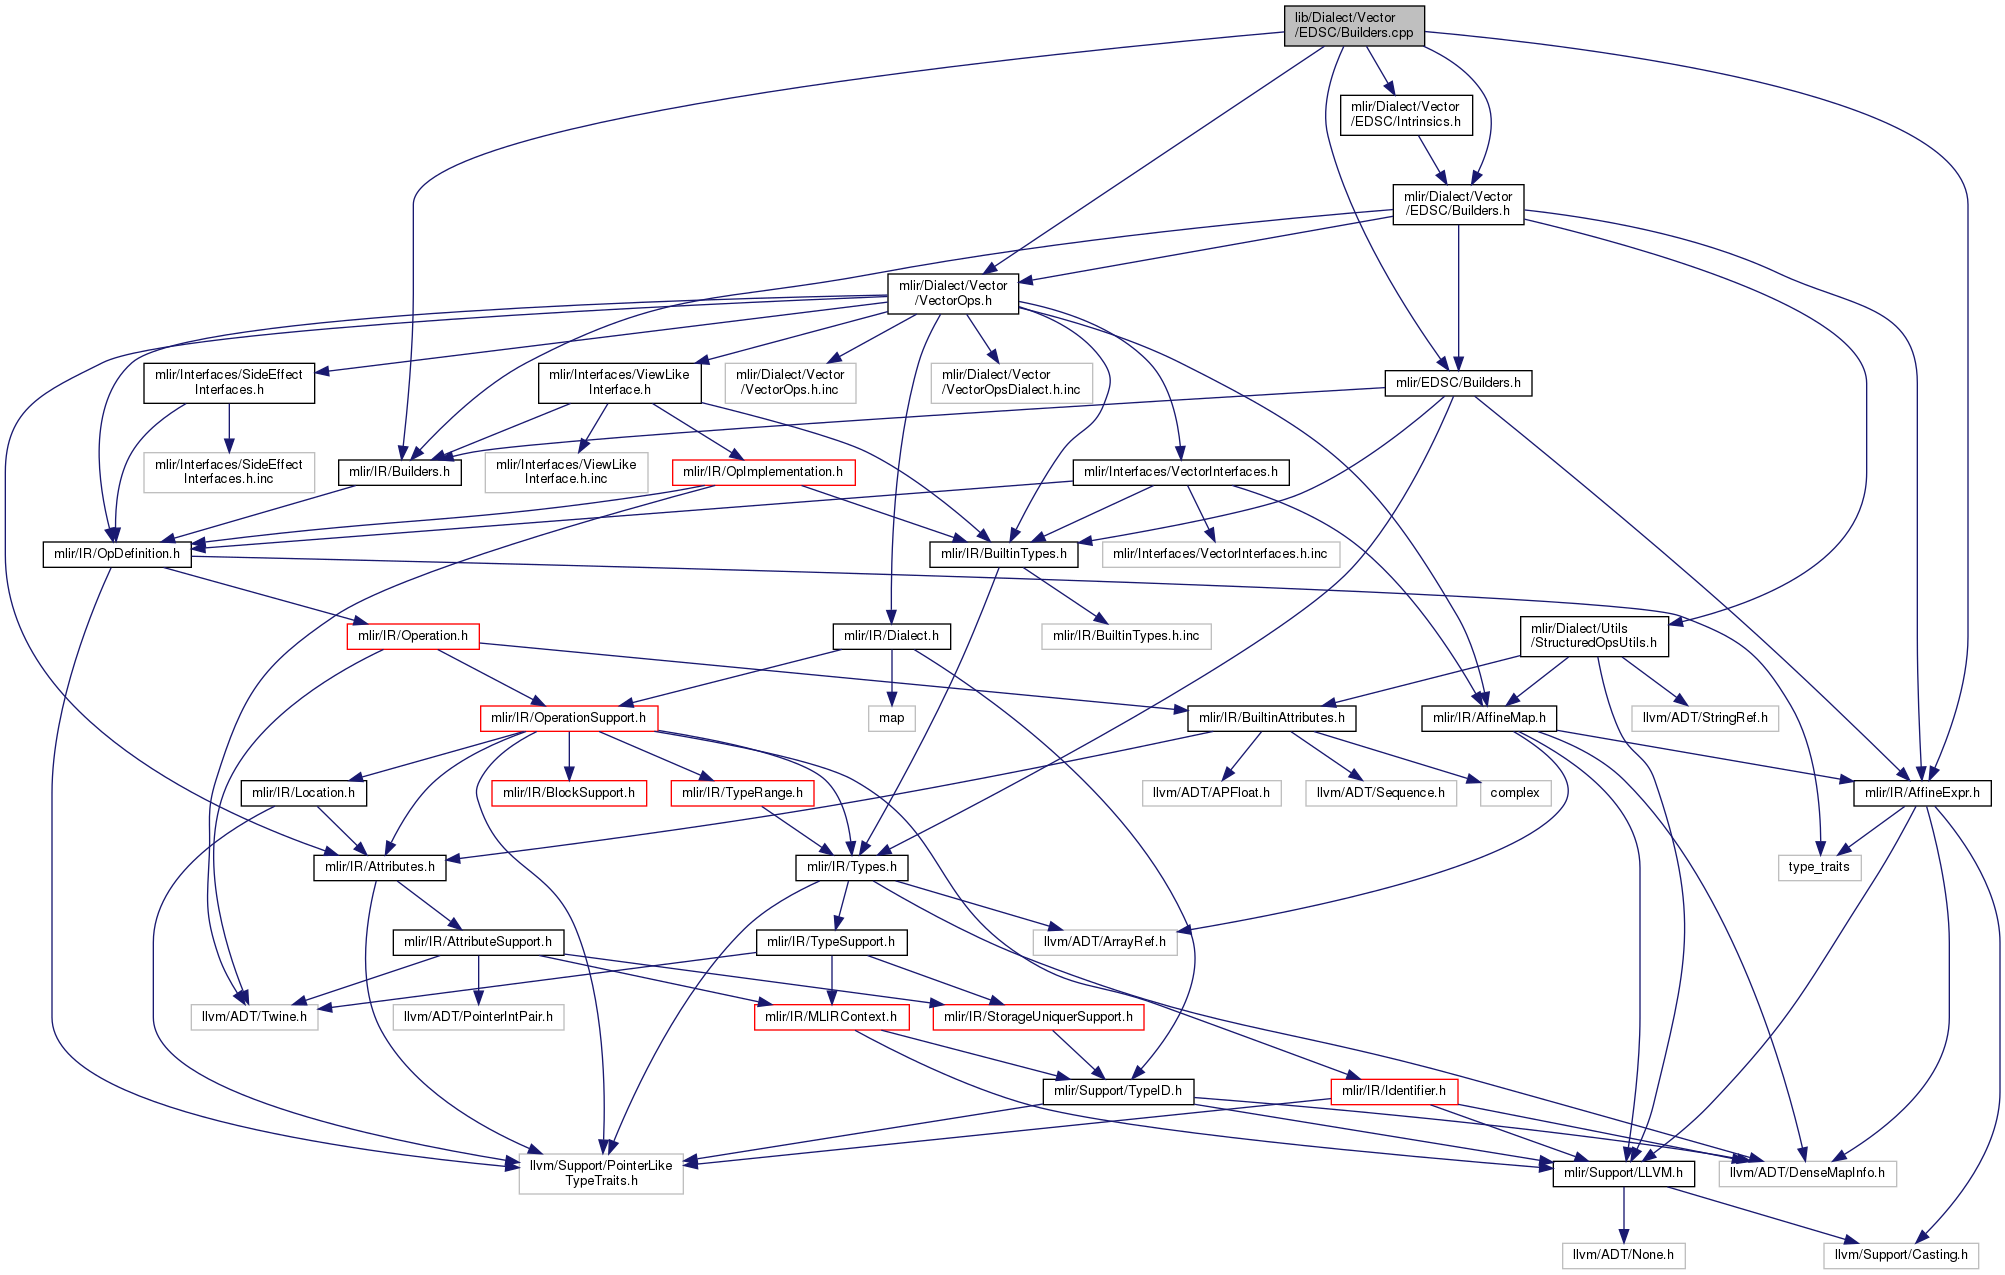 lib/Dialect/Vector
/EDSC/Builders.cpp
mlir/Dialect/Vector
/EDSC/Intrinsics.h
mlir/Dialect/Vector
/EDSC/Builders.h
mlir/Dialect/Vector
/VectorOps.h
mlir/Interfaces/SideEffect
Interfaces.h
mlir/Interfaces/ViewLike
Interface.h
mlir/Dialect/Vector
/VectorOps.h.inc
mlir/Dialect/Vector
/VectorOpsDialect.h.inc
mlir/EDSC/Builders.h
mlir/Interfaces/SideEffect
Interfaces.h.inc
mlir/IR/Builders.h
mlir/Interfaces/ViewLike
Interface.h.inc
mlir/IR/OpImplementation.h
mlir/Interfaces/VectorInterfaces.h
mlir/IR/OpDefinition.h
mlir/IR/BuiltinTypes.h
mlir/Interfaces/VectorInterfaces.h.inc
mlir/IR/Operation.h
mlir/IR/Dialect.h
mlir/IR/BuiltinTypes.h.inc
mlir/Dialect/Utils
/StructuredOpsUtils.h
mlir/IR/OperationSupport.h
map
mlir/IR/BuiltinAttributes.h
mlir/IR/AffineMap.h
llvm/ADT/StringRef.h
mlir/IR/Location.h
mlir/IR/BlockSupport.h
mlir/IR/TypeRange.h
llvm/ADT/APFloat.h
llvm/ADT/Sequence.h
complex
mlir/IR/AffineExpr.h
mlir/IR/Attributes.h
mlir/IR/Types.h
type_traits
mlir/IR/AttributeSupport.h
mlir/IR/TypeSupport.h
llvm/ADT/ArrayRef.h
llvm/ADT/Twine.h
llvm/ADT/PointerIntPair.h
mlir/IR/MLIRContext.h
mlir/IR/StorageUniquerSupport.h
mlir/Support/TypeID.h
mlir/IR/Identifier.h
llvm/Support/PointerLike
TypeTraits.h
mlir/Support/LLVM.h
llvm/ADT/DenseMapInfo.h
llvm/ADT/None.h
llvm/Support/Casting.h